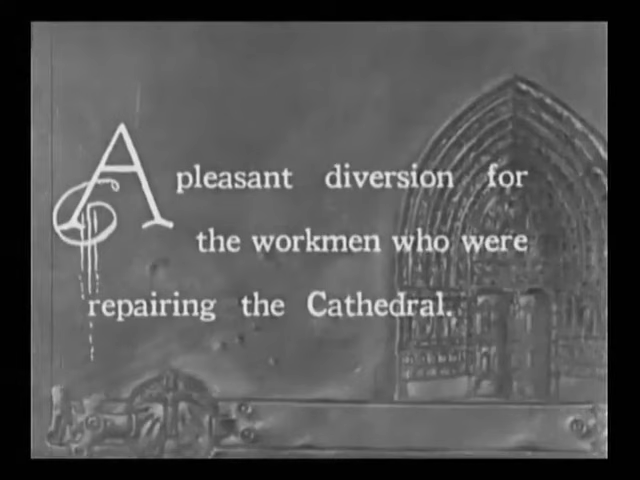 A pleasant diversion for
the workmen who were
repairing the Cathedral.